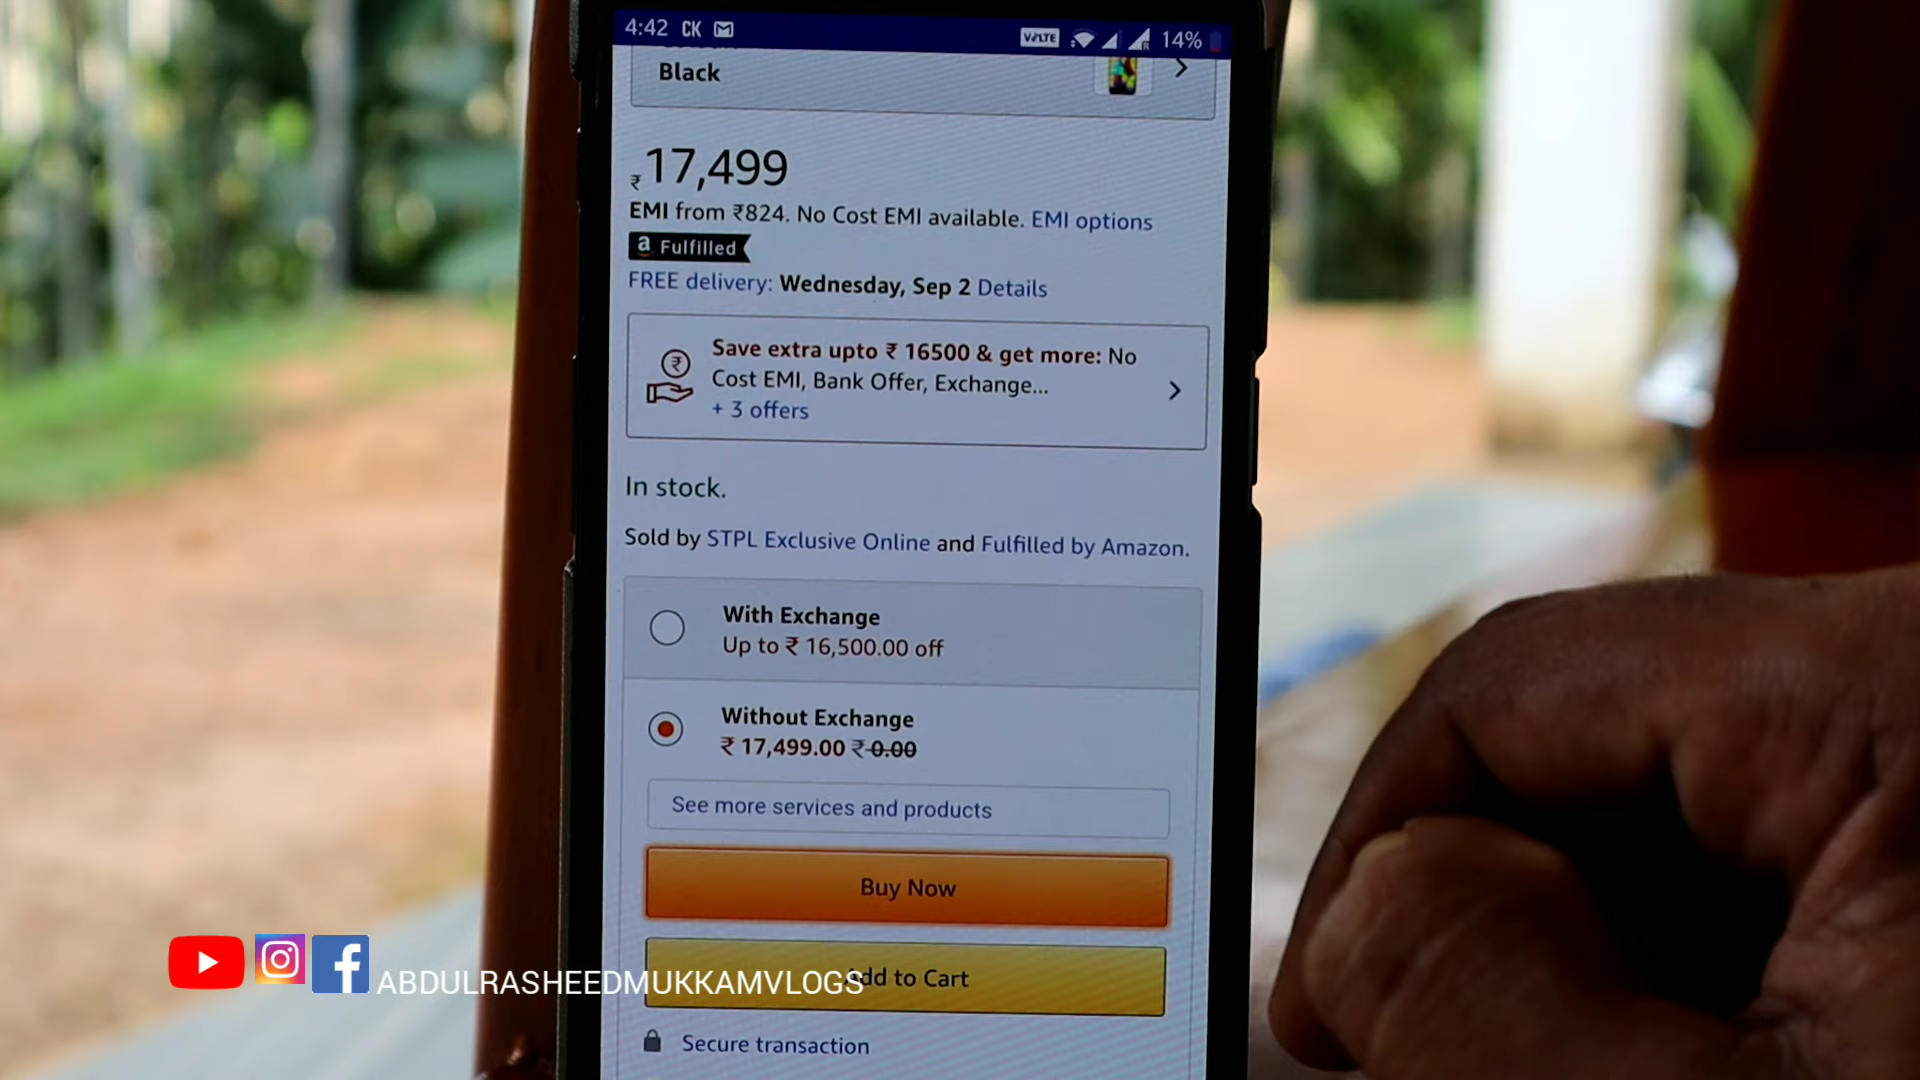 4:42 CK
VoLTE R 14%
Black
₹17,499
EMI from ₹824. No Cost EMI available. EMI options
a Fulfilled
FREE delivery: Wednesday, Sep 2 Details
Save extra upto ₹ 16500 & get more: No
Cost EMI, Bank Offer, Exchange...
+ 3 offers
In stock.
Sold by STPL Exclusive Online and Fulfilled by Amazon.
With Exchange
Up to ₹ 16,500.00 off
Without Exchange
₹ 17,499.00 ₹ 0.00
See more services and products
Buy Now
Add to Cart
ABDULRASHEEDMUKKAMVLOGS
Secure transaction